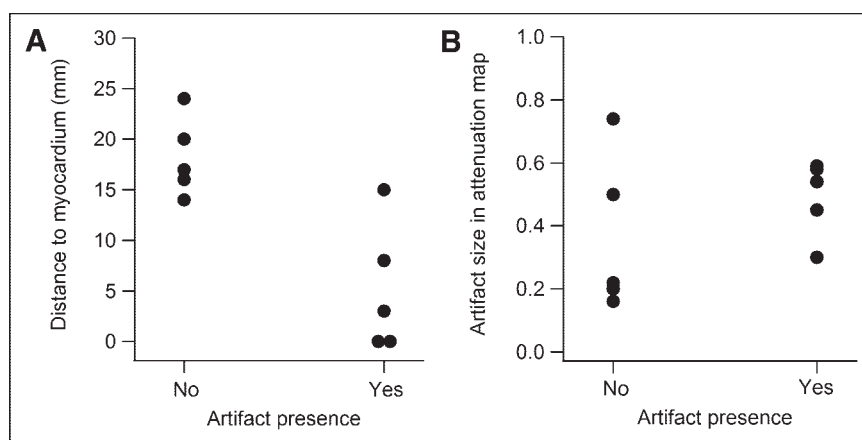 A
Distance to myocardium (mm)
30
25
20
15
10
5
0
No
Yes
Artifact presence
B
Artifact size in attenuation map
1.0
0.8
0.6
0.4
0.2
0.0
No
Yes
Artifact presence